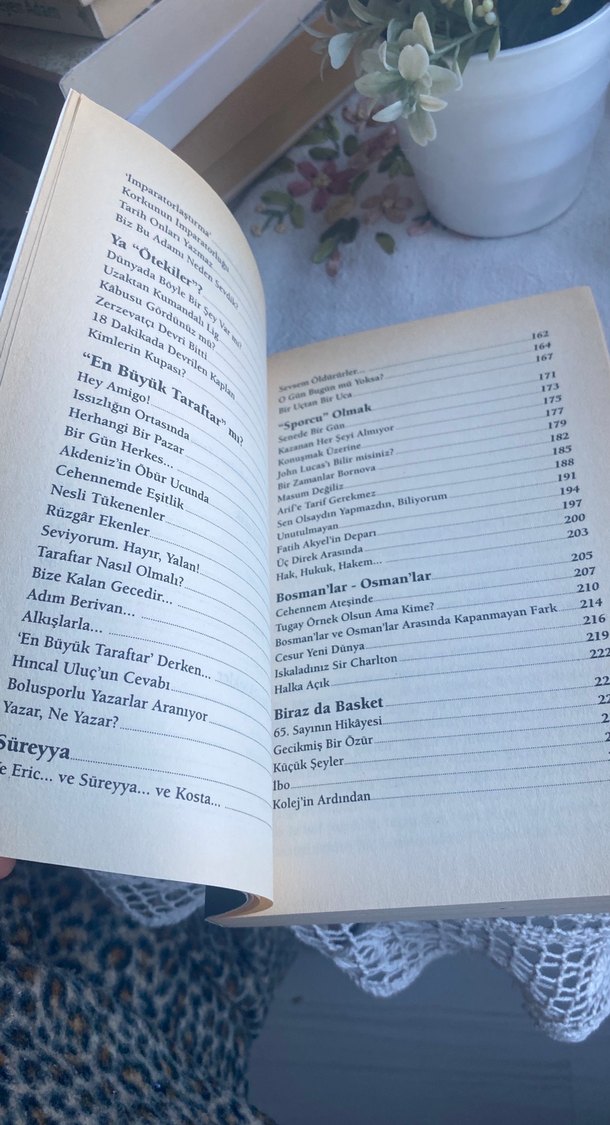 'İmparatorlaştırma'
Korkunun İmparatorluğu
Tarih Onları Yazmaz
Biz Bu Adamı Neden Sevdik?
Ya "Ötekiler"?
Dünyada Böyle Bir Şey Var mı?
Uzaktan Kumandalı Lig
Kâbusu Gördünüz mü?
Zerzevatçı Devri Bitti
18 Dakikada Devrilen Kaplan
Kimlerin Kupası?
"En Büyük Taraftar" mı?
Hey Amigo!
Issızlığın Ortasında
Herhangi Bir Pazar
Bir Gün Herkes...
Akdeniz'in Öbür Ucunda
Cehennemde Eşitlik
Nesli Tükenenler
Rüzgâr Ekenler
Seviyorum. Hayır, Yalan!
Taraftar Nasıl Olmalı?
Bize Kalan Gecedir...
Adım Berivan...
Alkışlarla...
'En Büyük Taraftar' Derken...
Hıncal Uluç'un Cevabı
Bolusporlu Yazarlar Aranıyor
Yazar, Ne Yazar?
Süreyya
Ve Eric... ve Süreyya... ve Kosta...
Sevsem Öldürürler... 162
O Gün Bugün mü Yoksa? 164
Bir Uçtan Bir Uca 167
"Sporcu" Olmak 171
Senede Bir Gün 173
Kazanan Her Şeyi Almıyor 175
Konuşmak Üzerine 177
John Lucas'ı Bilir misiniz? 179
Bir Zamanlar Bornova 182
Masum Değiliz 185
Arif'e Tarif Gerekmez 188
Sen Olsaydın Yapmazdın, Biliyorum 191
Unutulmayan 194
Fatih Akyel'in Deparı 197
Üç Direk Arasında 200
Hak, Hukuk, Hakem... 203
Bosman'lar - Osman'lar 205
Cehennem Ateşinde 207
Tugay Örnek Olsun Ama Kime? 210
Bosman'lar ve Osman'lar Arasında Kapanmayan Fark 214
Cesur Yeni Dünya 216
Iskaladınız Sir Charlton 219
Halka Açık 222
Biraz da Basket 22
65. Sayının Hikâyesi 22
Gecikmiş Bir Özür 2
Küçük Şeyler 2
İbo
Kolej'in Ardından